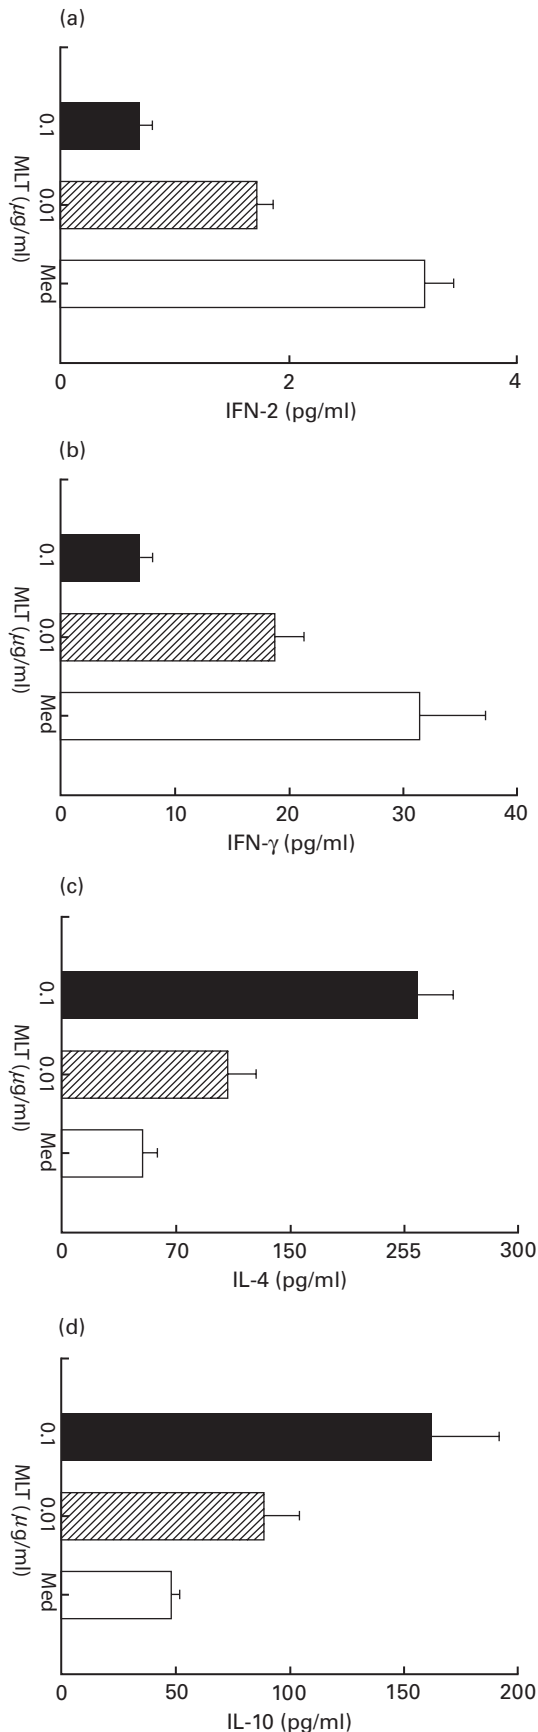 (a)
0.1
0.01
Med
MLT (μg/ml)
0 2 4
IFN-2 (pg/ml)
(b)
0.1
0.01
Med
MLT (μg/ml)
0 10 20 30 40
IFN-γ (pg/ml)
(c)
0.1
0.01
Med
MLT (μg/ml)
0 70 150 255 300
IL-4 (pg/ml)
(d)
0.1
0.01
Med
MLT (μg/ml)
0 50 100 150 200
IL-10 (pg/ml)